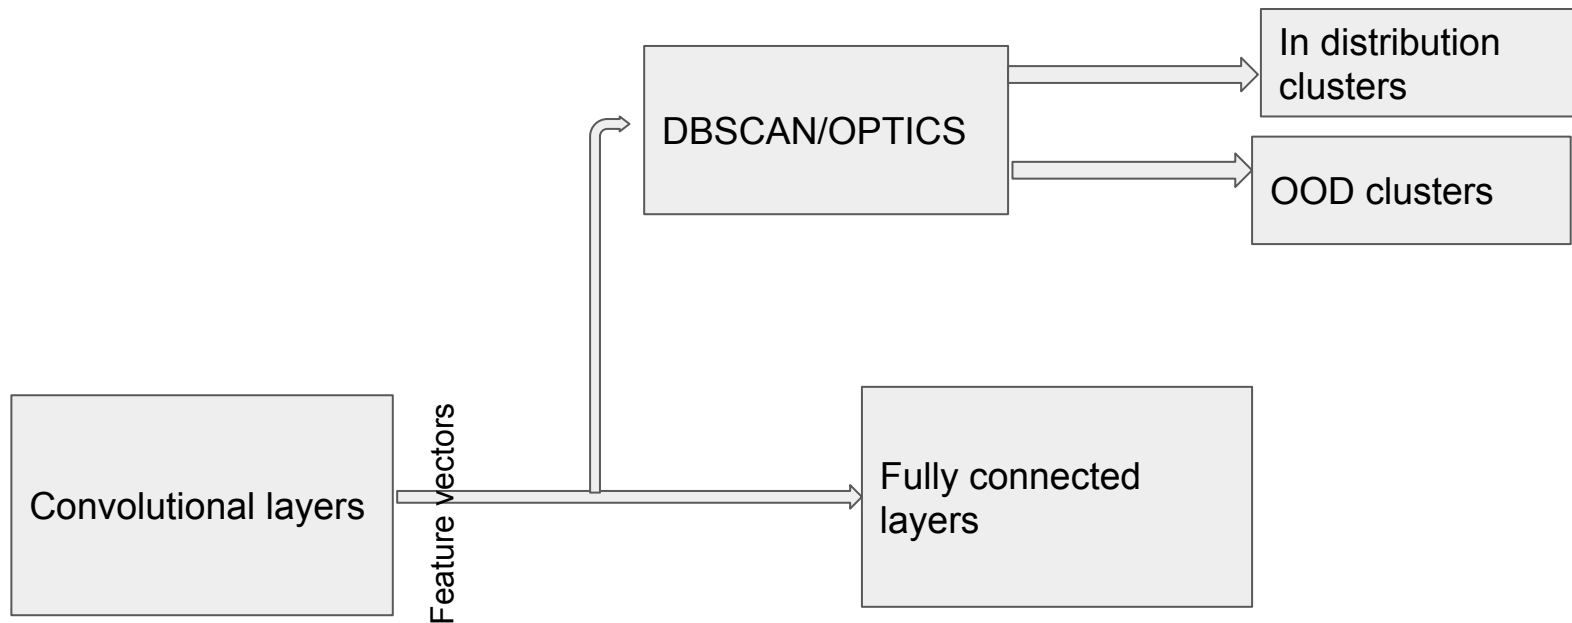 In distribution
clusters
DBSCAN/OPTICS
OOD clusters
Convolutional layers
Feature vectors
Fully connected
layers